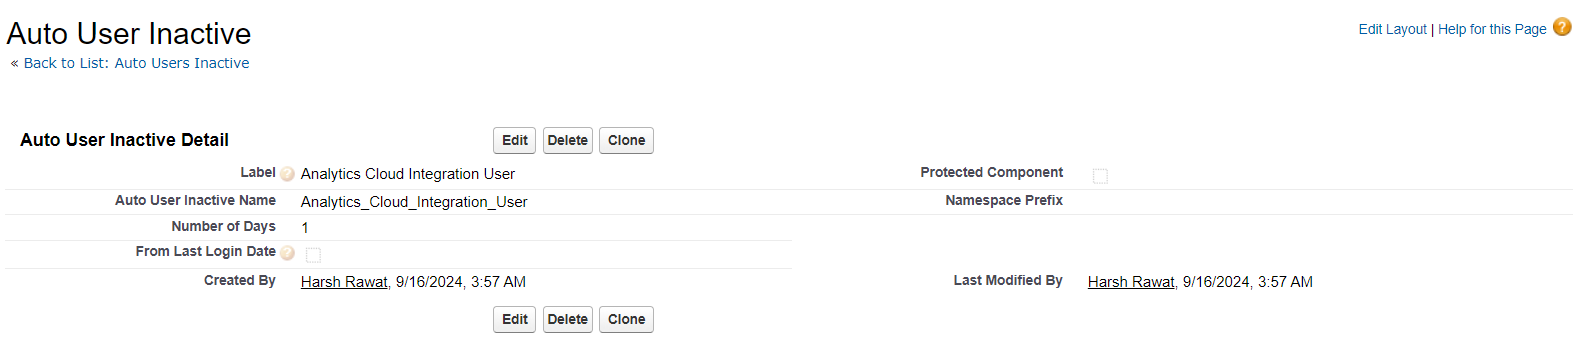 Auto User Inactive
Edit Layout | Help for this Page ?
« Back to List: Auto Users Inactive
Auto User Inactive Detail
Edit Delete Clone
Label ? Analytics Cloud Integration User
Protected Component
Auto User Inactive Name Analytics_Cloud_Integration_User
Namespace Prefix
Number of Days 1
From Last Login Date ?
Created By Harsh Rawat, 9/16/2024, 3:57 AM
Last Modified By Harsh Rawat, 9/16/2024, 3:57 AM
Edit Delete Clone